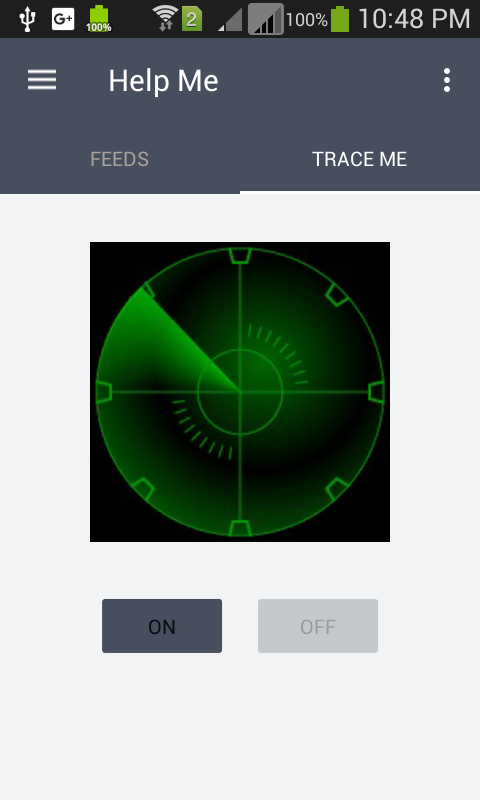 G+ 100% 2 100% 10:48 PM
Help Me
FEEDS TRACE ME
ON OFF